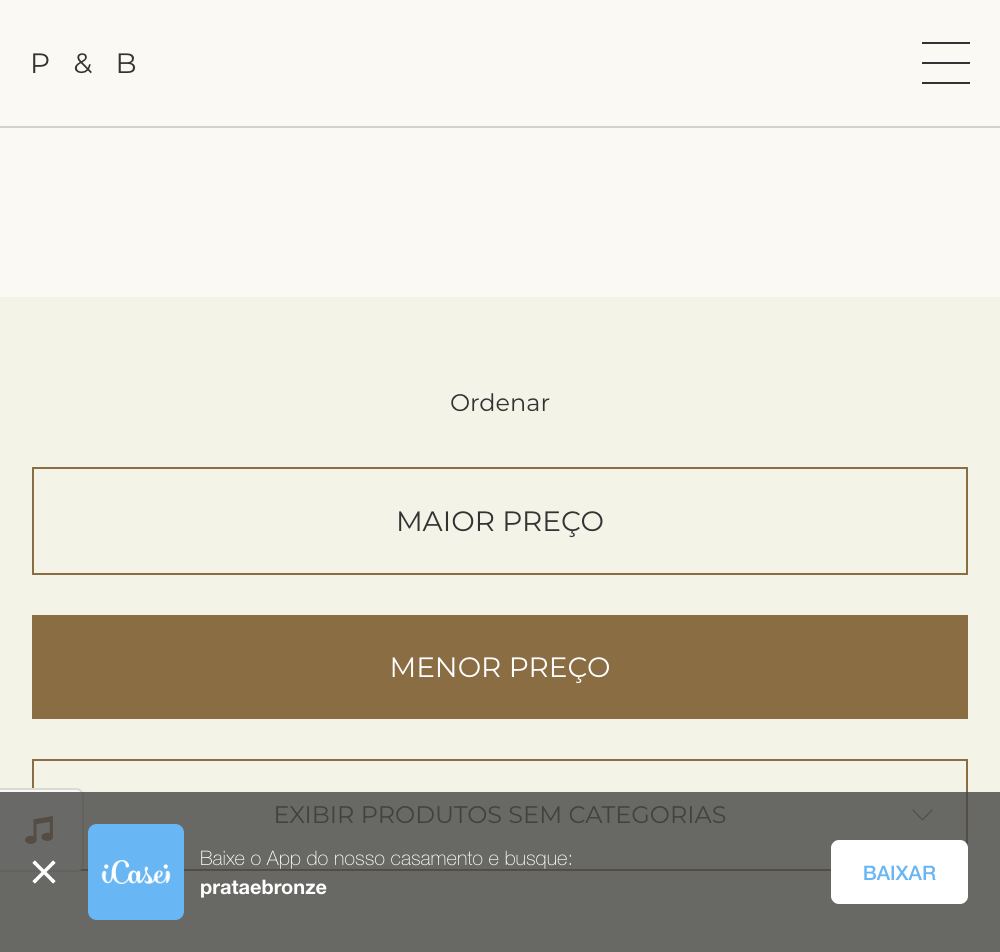 P & B
Ordenar
MAIOR PREÇO
MENOR PREÇO
EXIBIR PRODUTOS SEM CATEGORIAS
iCasei
Baixe o App do nosso casamento e busque:
prataebronze
BAIXAR